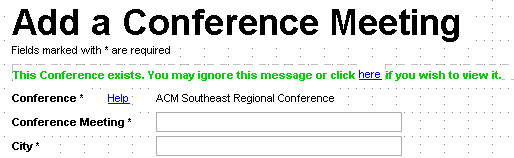 Add a Conference Meeting
Fields marked with * are required
This Conference exists. You may ignore this message or click here if you wish to view it.
Conference * Help ACM Southeast Regional Conference
Conference Meeting *
City *